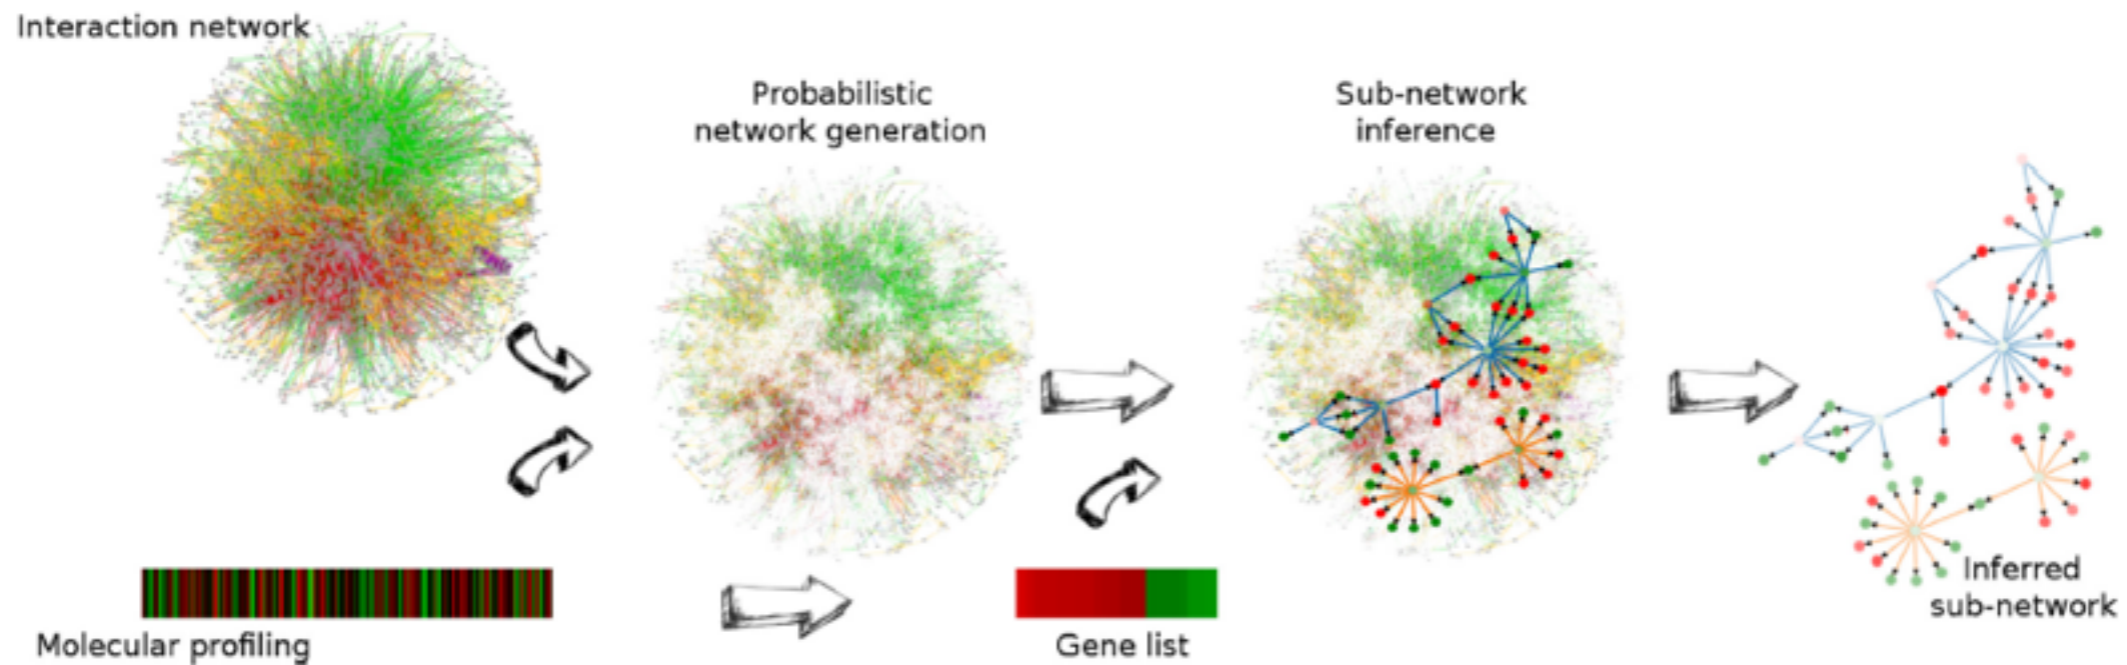 Interaction network
Probabilistic
network generation
Sub-network
inference
Inferred
sub-network
Molecular profiling
Gene list